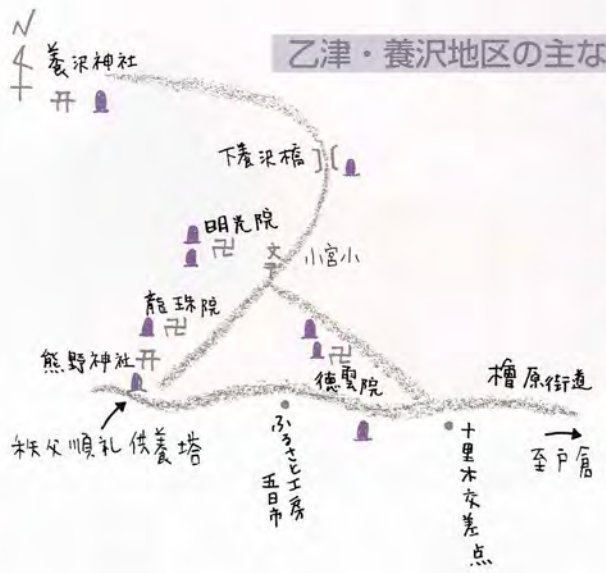 N
乙津・養沢地区の主な
養沢神社
下養沢橋
明光院
小宮小
龍珠院
熊野神社
徳雲院
檜原街道
秩父順礼供養塔
ふるさと工房
五日市
十里木交差点
至戸倉